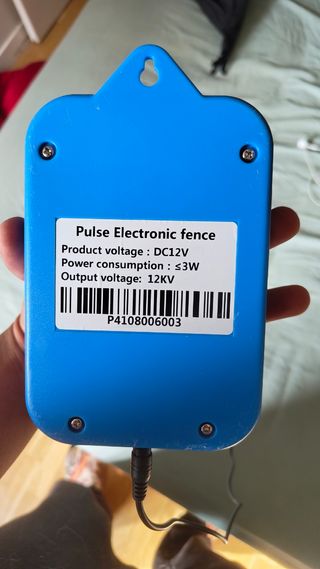 Pulse Electronic fence
Product voltage : DC12V
Power consumption : ≤3W
Output voltage: 12KV
P4108006003